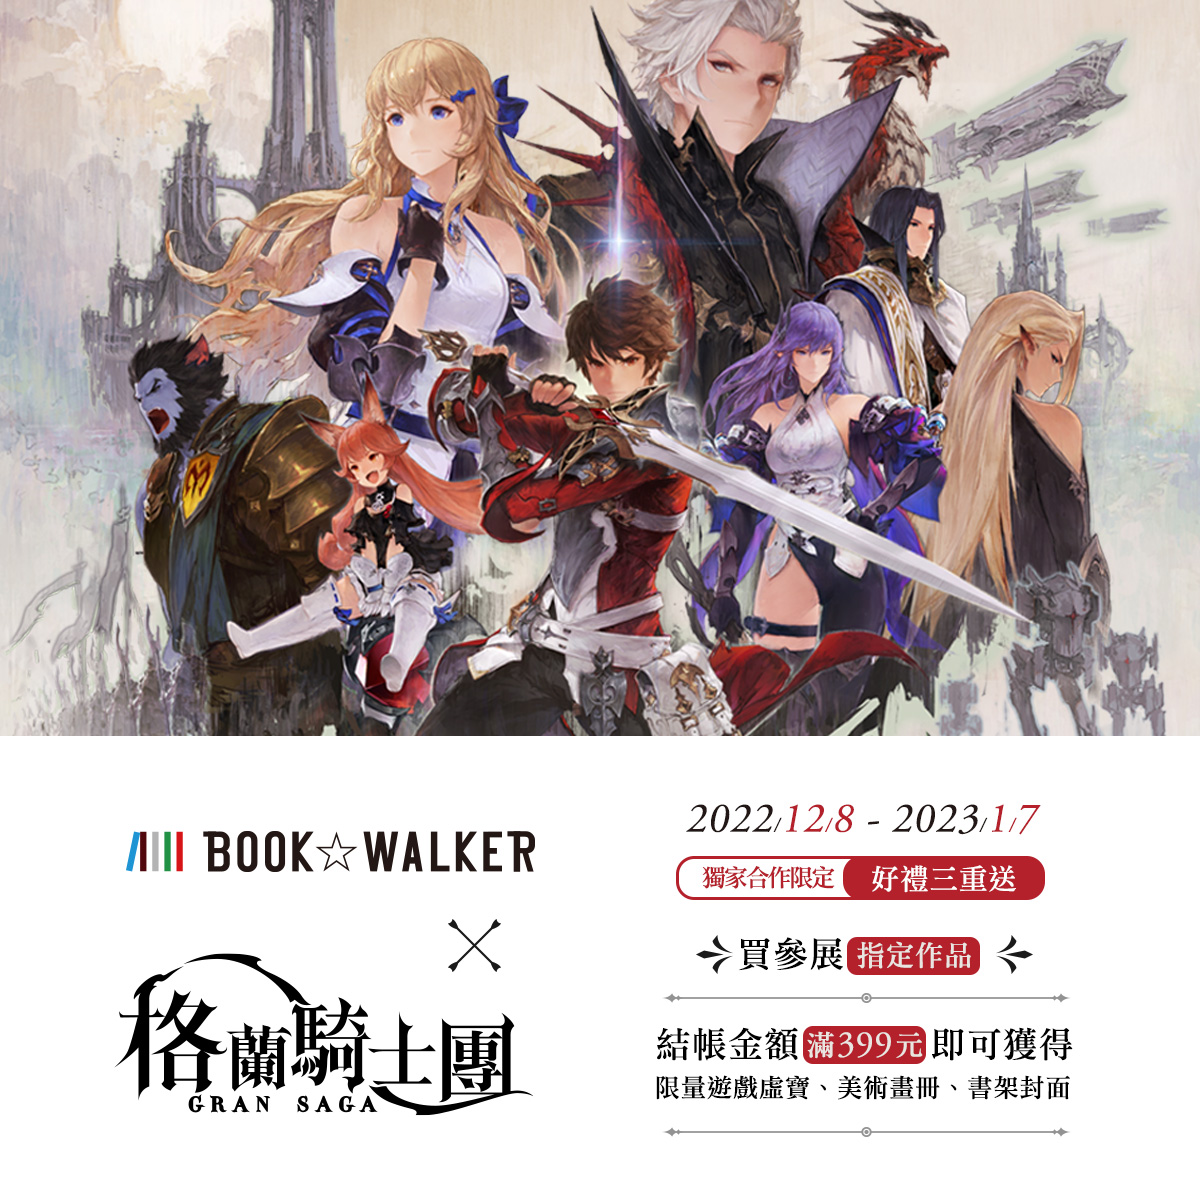 BOOK☆WALKER
格蘭騎士團
GRAN SAGA
2022/12/8 - 2023/1/7
獨家合作限定 好禮三重送
買參展 指定作品
結帳金額 滿399元 即可獲得
限量遊戲虛寶、美術畫冊、書架封面